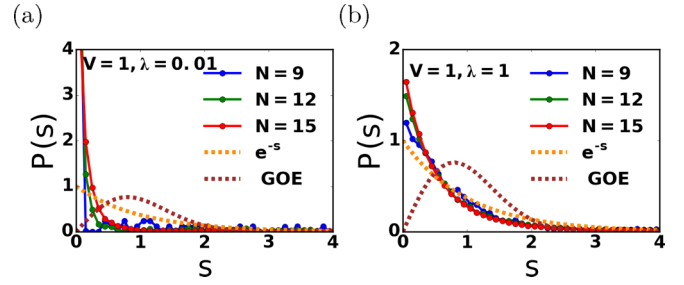 (a)
V = 1, λ = 0.01
N = 9
N = 12
N = 15
e⁻ˢ
GOE
P(s)
4
3
2
1
0
0 1 2 3 4
s
(b)
V = 1, λ = 1
N = 9
N = 12
N = 15
e⁻ˢ
GOE
P(s)
2
1
0
0 1 2 3 4
s